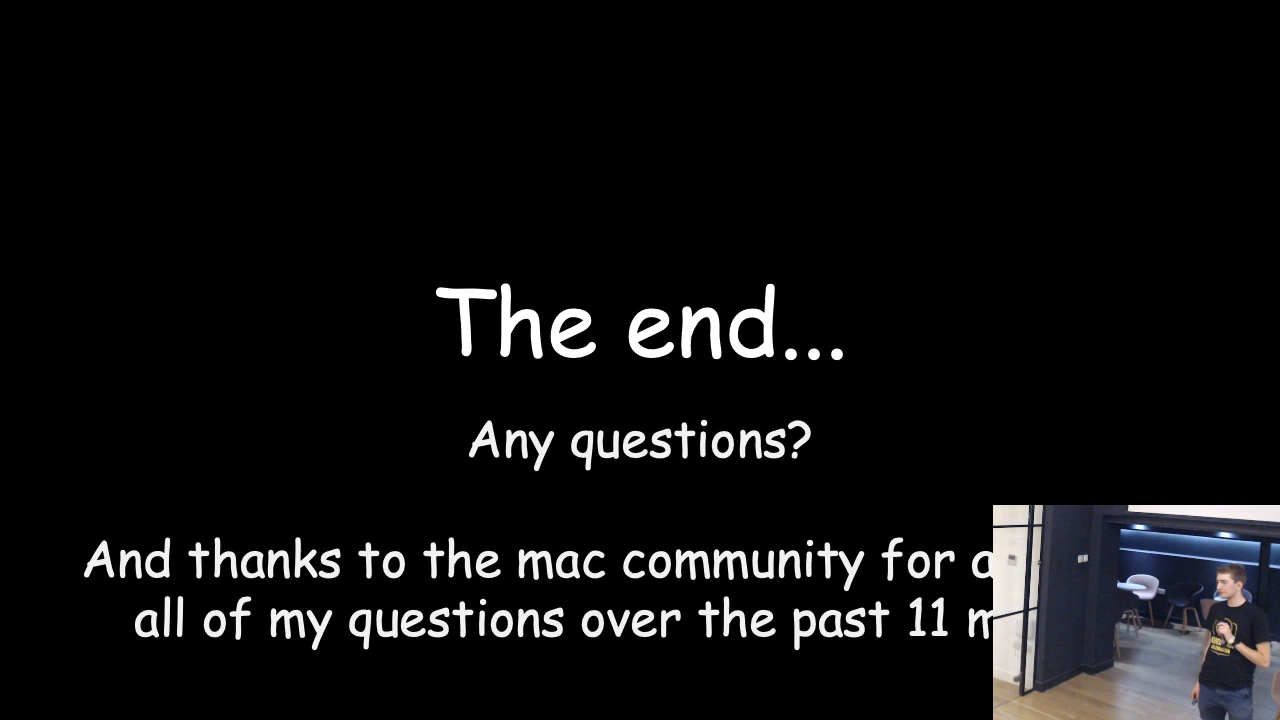 The end...
Any questions?
And thanks to the mac community for
all of my questions over the past 11